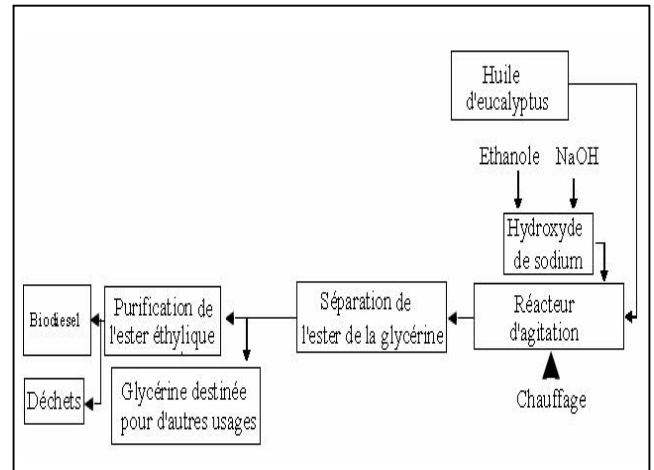 Huile
d'eucalyptus
Ethanole NaOH
Hydroxyde
de sodium
Réacteur
d'agitation
Chauffage
Séparation de
l'ester de la glycérine
Purification de
l'ester éthylique
Glycérine destinée
pour d'autres usages
Biodiesel
Déchets